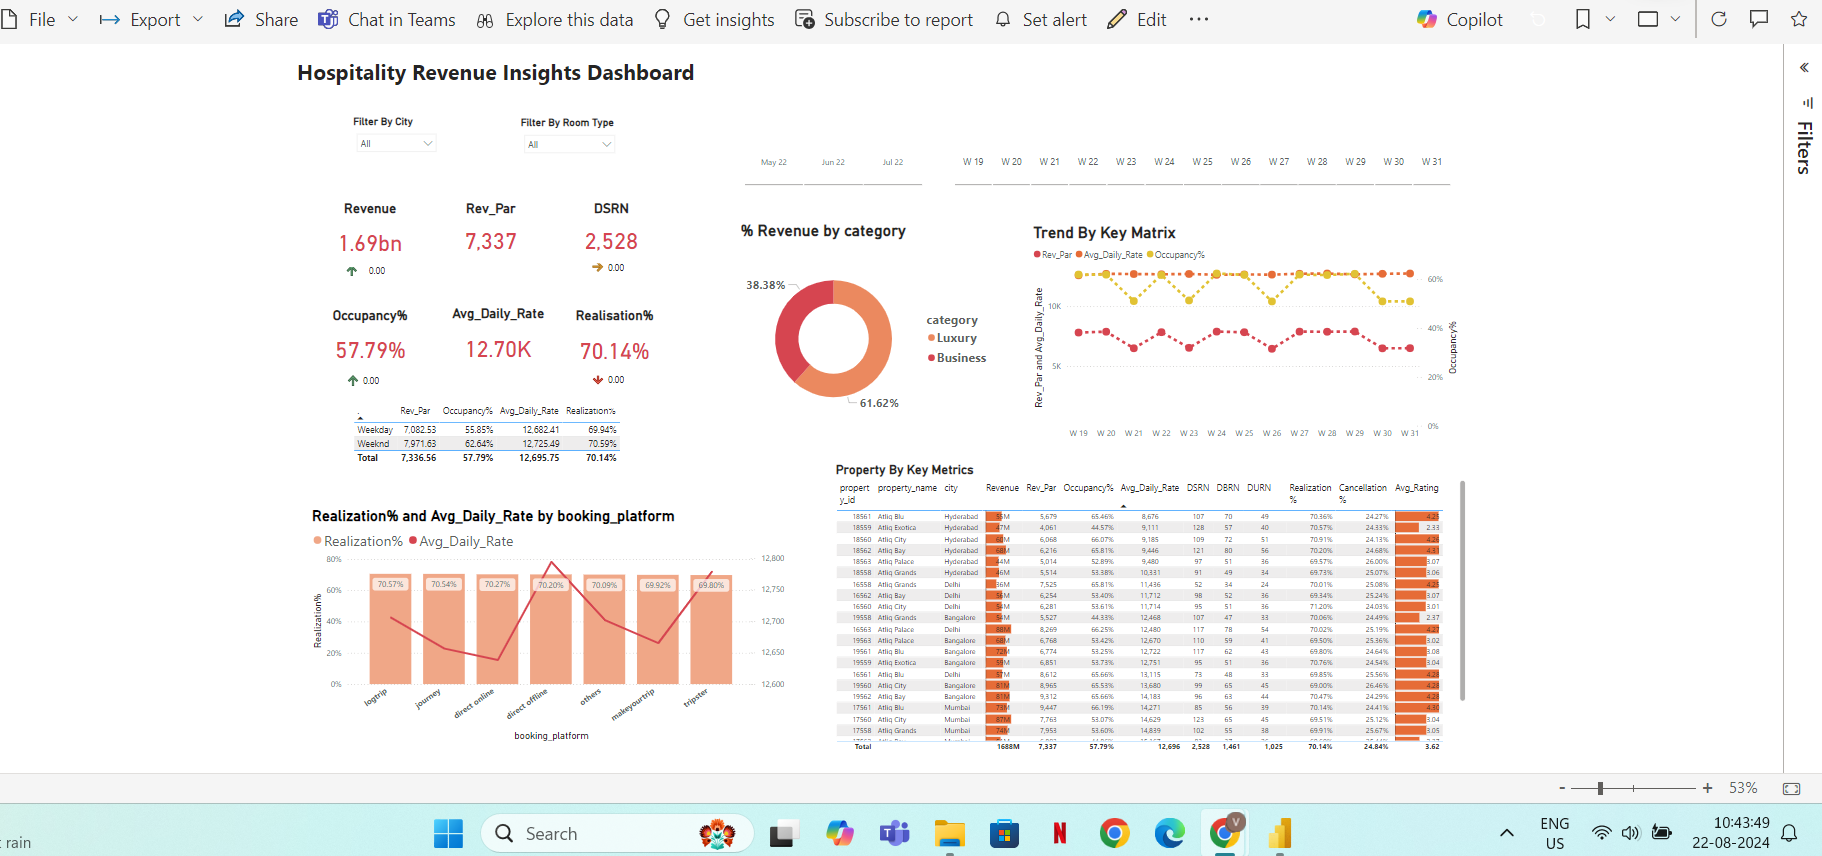 File Export Share Chat in Teams Explore this data Get insights Subscribe to report Set alert Edit ... Copilot
Hospitality Revenue Insights Dashboard
Filters
Filter By City
All
Filter By Room Type
All
May 22 Jun 22 Jul 22
W 19 W 20 W 21 W 22 W 23 W 24 W 25 W 26 W 27 W 28 W 29 W 30 W 31
Revenue Rev_Par DSRN
1.69bn 7,337 2,528
0.00 0.00
Occupancy% Avg_Daily_Rate Realisation%
57.79% 12.70K 70.14%
0.00 0.00
Rev_Par Occupancy% Avg_Daily_Rate Realization%
Weekday 7,082.53 55.85% 12,682.41 69.94%
Weeknd 7,971.63 62.64% 12,725.49 70.59%
Total 7,336.56 57.79% 12,695.75 70.14%
% Revenue by category
38.38%
61.62%
category
Luxury
Business
Trend By Key Matrix
Rev_Par Avg_Daily_Rate Occupancy%
Rev_Par and Avg_Daily_Rate
10K
5K
60%
40%
20%
0%
Occupancy%
W 19 W 20 W 21 W 22 W 23 W 24 W 25 W 26 W 27 W 28 W 29 W 30 W 31
Realization% and Avg_Daily_Rate by booking_platform
Realization% Avg_Daily_Rate
Realization%
80%
60%
40%
20%
0%
70.57% 70.54% 70.27% 70.20% 70.09% 69.92% 69.80%
12,800
12,750
12,700
12,650
12,600
logtrip journey direct online direct offline others makeyourtrip tripster
booking_platform
Property By Key Metrics
property_id property_name city Revenue Rev_Par Occupancy% Avg_Daily_Rate DSRN DBRN DURN Realization % Cancellation % Avg_Rating
18561 Atliq Blu Hyderabad 5,679 65.46% 8,676 107 70 49 70.36% 24.27%
18559 Atliq Exotica Hyderabad 47M 4,061 44.57% 9,111 128 57 40 70.57% 24.33% 2.33
18560 Atliq City Hyderabad 60M 6,068 66.07% 9,185 109 72 51 70.91% 24.13%
18562 Atliq Bay Hyderabad 68M 6,216 65.81% 9,446 121 80 56 70.20% 24.68%
18563 Atliq Palace Hyderabad 44M 5,014 52.89% 9,480 97 51 36 69.57% 26.00% 3.07
18558 Atliq Grands Hyderabad 46M 5,514 53.38% 10,331 91 49 34 69.73% 25.07% 3.06
16558 Atliq Grands Delhi 36M 7,525 65.81% 11,436 52 34 24 70.01% 25.08%
16562 Atliq Bay Delhi 56M 6,254 53.40% 11,712 98 52 36 69.34% 25.24% 3.07
16560 Atliq City Delhi 54M 6,281 53.61% 11,714 95 51 36 71.20% 24.03% 3.01
19558 Atliq Grands Bangalore 54M 5,527 44.33% 12,468 107 47 33 70.06% 24.49% 2.37
16563 Atliq Palace Delhi 88M 8,269 66.25% 12,480 117 78 54 70.02% 25.19% 4.27
19563 Atliq Palace Bangalore 68M 6,768 53.42% 12,670 110 59 41 69.50% 25.36% 3.02
19561 Atliq Blu Bangalore 72M 6,774 53.25% 12,722 117 62 43 69.80% 24.64% 3.08
19559 Atliq Exotica Bangalore 59M 6,851 53.73% 12,751 95 51 36 70.76% 24.54% 3.04
16561 Atliq Blu Delhi 57M 8,612 65.66% 13,115 73 48 33 69.85% 25.56% 4.28
19560 Atliq City Bangalore 81M 8,965 65.53% 13,680 99 65 45 69.00% 26.46% 4.28
19562 Atliq Bay Bangalore 81M 9,312 65.66% 14,183 96 63 44 70.47% 24.29% 4.28
17561 Atliq Blu Mumbai 73M 9,447 66.19% 14,271 85 56 39 70.14% 24.41% 4.30
17560 Atliq City Mumbai 87M 7,763 53.07% 14,629 123 65 45 69.51% 25.12% 3.04
17558 Atliq Grands Mumbai 74M 7,953 53.60% 14,839 102 55 38 69.91% 25.67% 3.05
Total 1688M 7,337 57.79% 12,696 2,528 1,461 1,025 70.14% 24.84% 3.62
- + 53%
rain
Search
ENG
US
10:43:49
22-08-2024